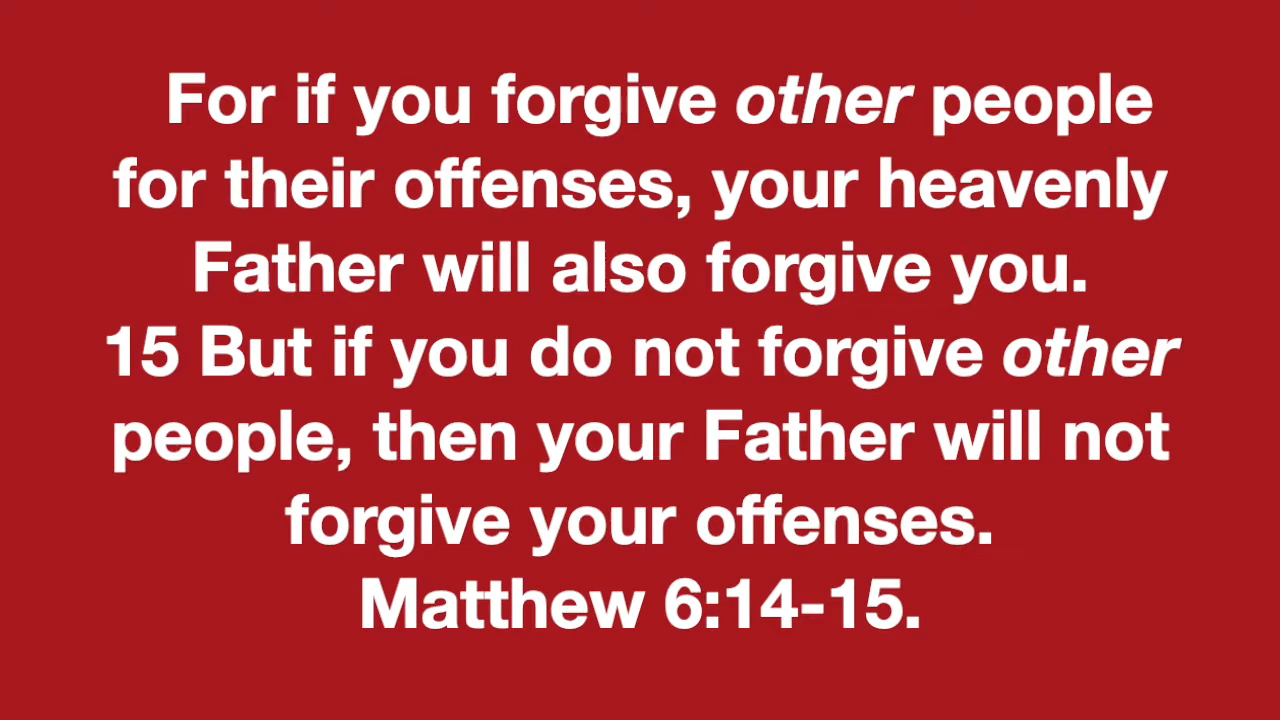 For if you forgive other people
for their offenses, your heavenly
Father will also forgive you.
15 But if you do not forgive other
people, then your Father will not
forgive your offenses.
Matthew 6:14-15.